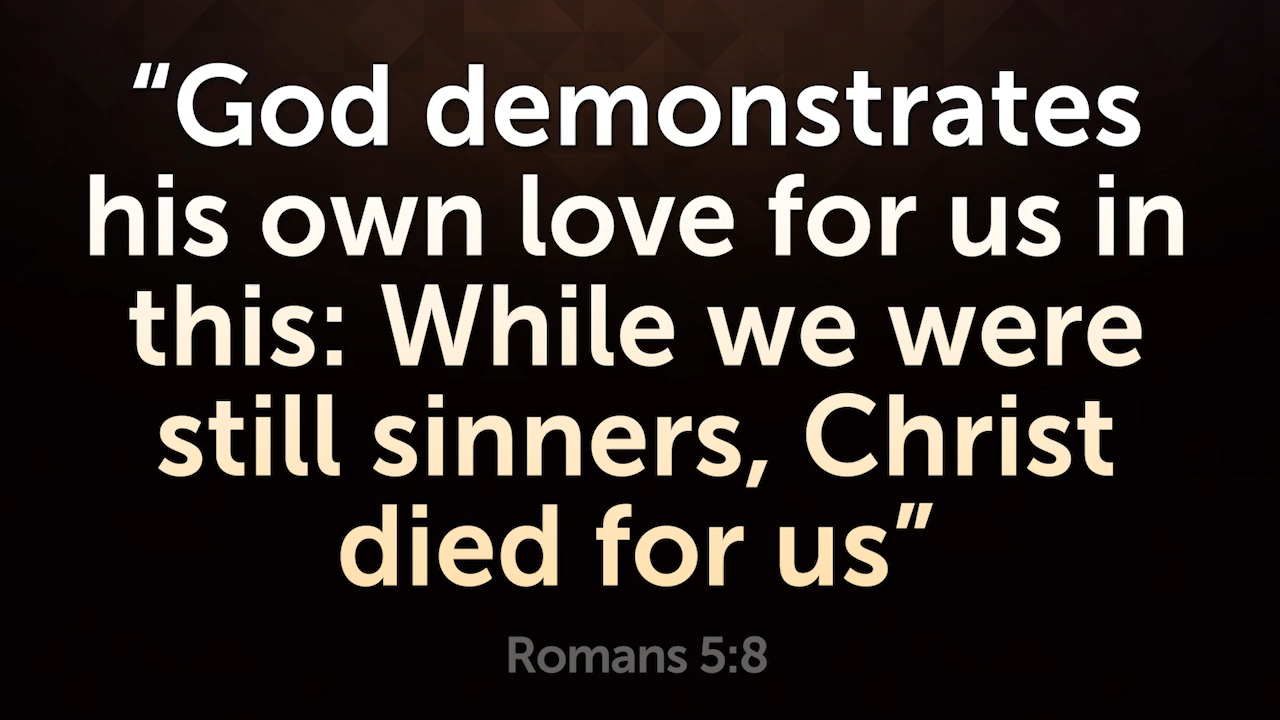 “God demonstrates
his own love for us in
this: While we were
still sinners, Christ
died for us”
Romans 5:8